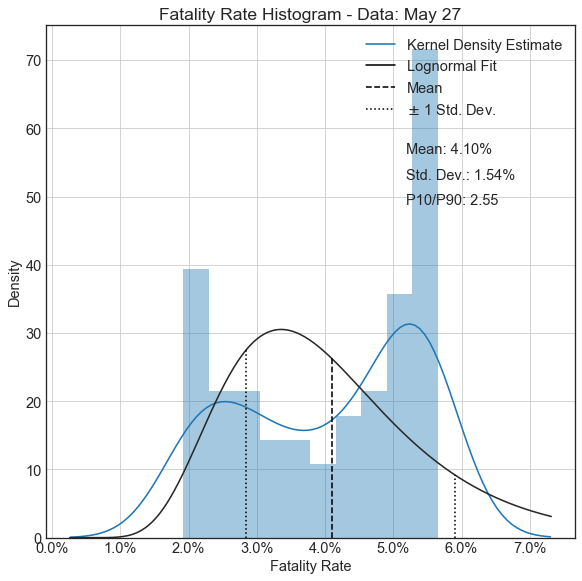 Fatality Rate Histogram - Data: May 27
Kernel Density Estimate
Lognormal Fit
Mean
± 1 Std. Dev.
Mean: 4.10%
Std. Dev.: 1.54%
P10/P90: 2.55
Density
70
60
50
40
30
20
10
0
0.0% 1.0% 2.0% 3.0% 4.0% 5.0% 6.0% 7.0%
Fatality Rate